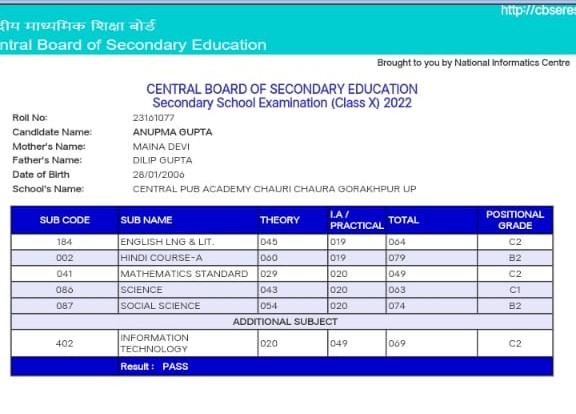 http://cbseres
दीय माध्यमिक शिक्षा बोर्ड
ntral Board of Secondary Education
Brought to you by National Informatics Centre
CENTRAL BOARD OF SECONDARY EDUCATION
Secondary School Examination (Class X) 2022
Roll No: 23161077
Candidate Name: ANUPMA GUPTA
Mother's Name: MAINA DEVI
Father's Name: DILIP GUPTA
Date of Birth 28/01/2006
School's Name: CENTRAL PUB ACADEMY CHAURI CHAURA GORAKHPUR UP
SUB CODE SUB NAME THEORY I.A / PRACTICAL TOTAL POSITIONAL GRADE
184 ENGLISH LNG & LIT. 045 019 064 C2
002 HINDI COURSE-A 060 019 079 B2
041 MATHEMATICS STANDARD 029 020 049 C2
086 SCIENCE 043 020 063 C1
087 SOCIAL SCIENCE 054 020 074 B2
ADDITIONAL SUBJECT
402 INFORMATION TECHNOLOGY 020 049 069 C2
Result : PASS